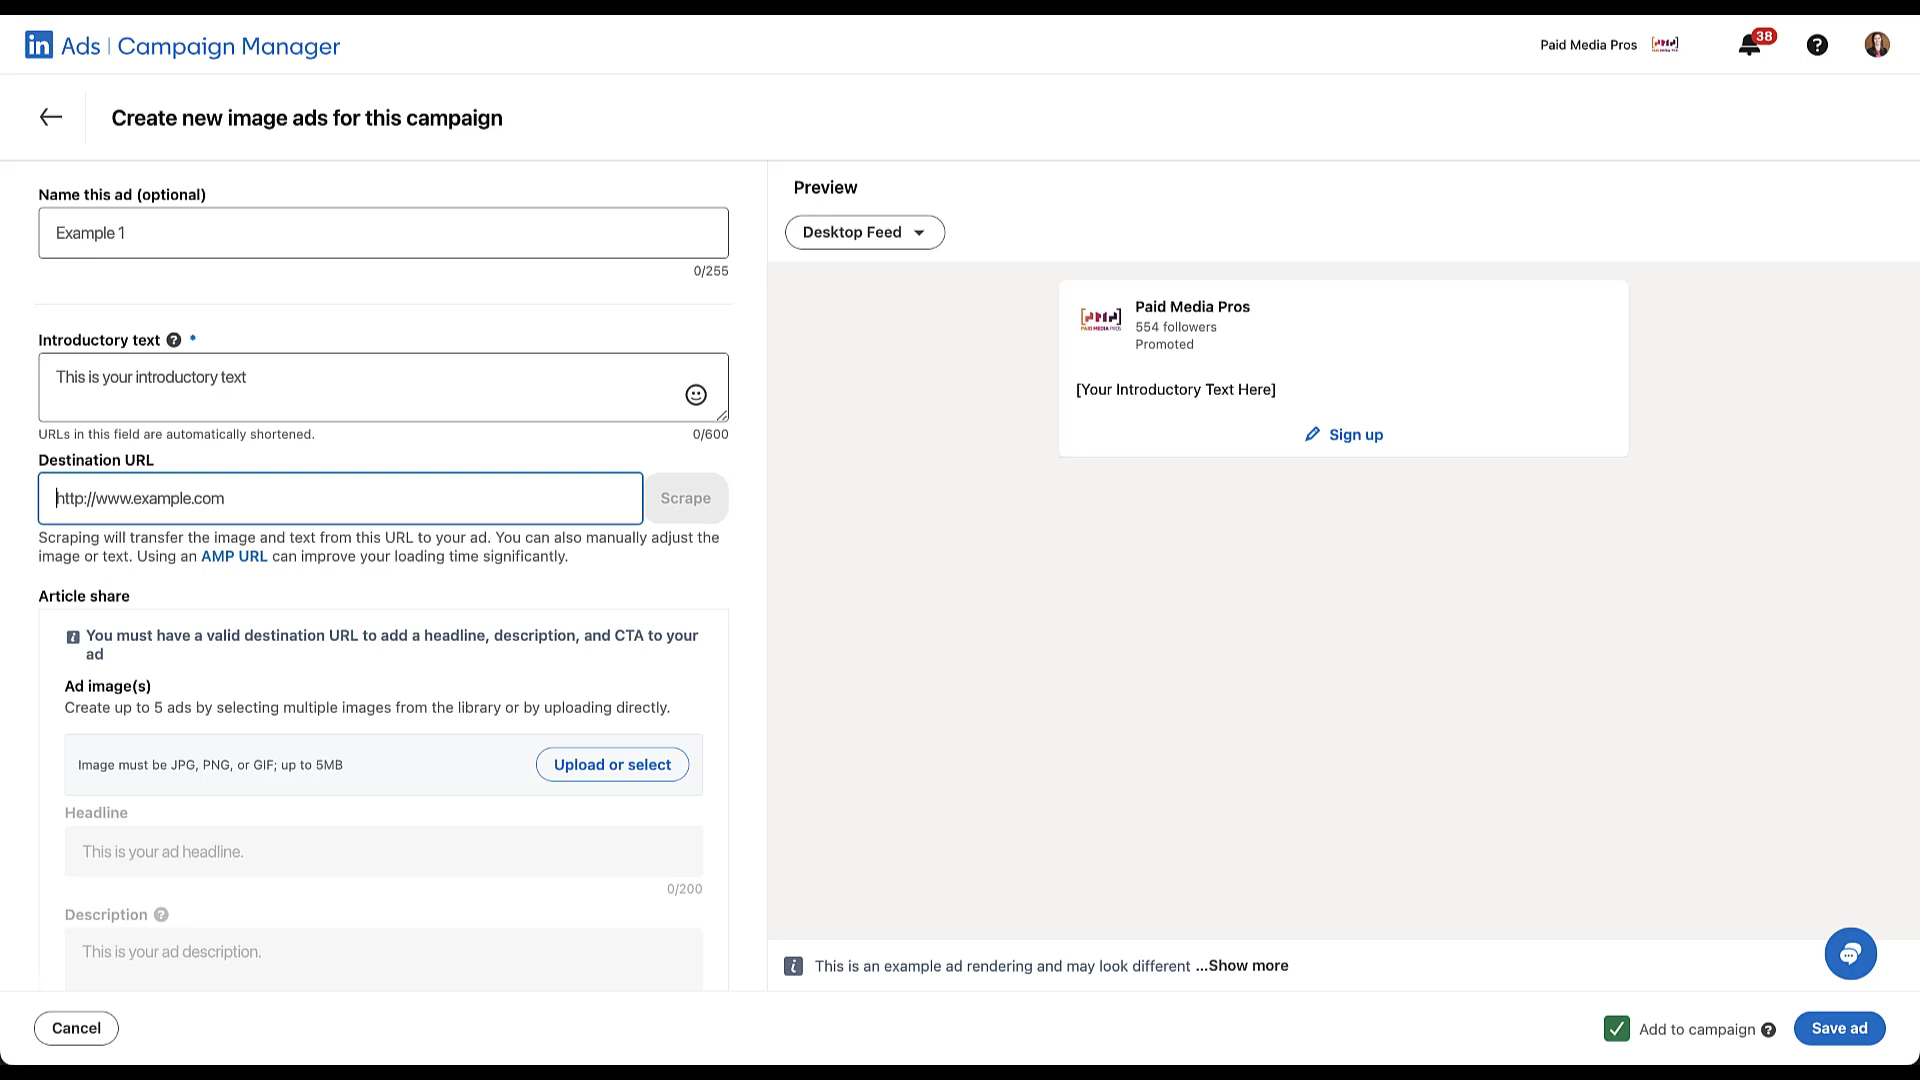 in Ads | Campaign Manager
Paid Media Pros
38
Create new image ads for this campaign
Name this ad (optional)
Example 1
0/255
Introductory text
This is your introductory text
URLs in this field are automatically shortened.
0/600
Destination URL
http://www.example.com
Scrape
Scraping will transfer the image and text from this URL to your ad. You can also manually adjust the
image or text. Using an AMP URL can improve your loading time significantly.
Article share
You must have a valid destination URL to add a headline, description, and CTA to your
ad
Ad image(s)
Create up to 5 ads by selecting multiple images from the library or by uploading directly.
Image must be JPG, PNG, or GIF; up to 5MB
Upload or select
Headline
This is your ad headline.
0/200
Description
This is your ad description.
Preview
Desktop Feed
PMP
PAID MEDIA PROS
Paid Media Pros
554 followers
Promoted
[Your Introductory Text Here]
Sign up
This is an example ad rendering and may look different ...Show more
Cancel
Add to campaign
Save ad